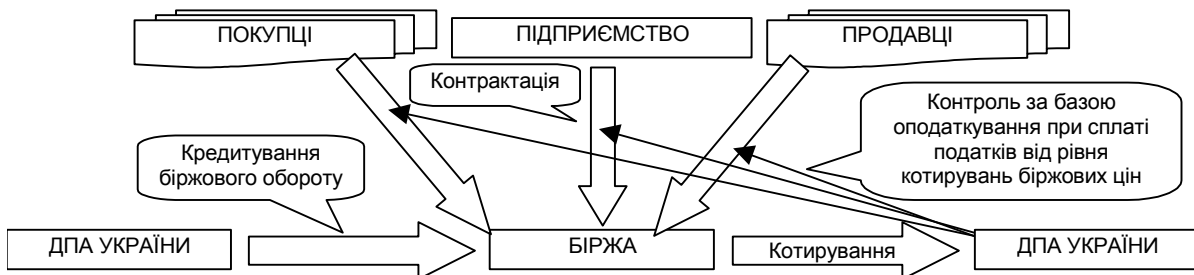 ПОКУПЦІ
ПІДПРИЄМСТВО
ПРОДАВЦІ
Контрактація
Контроль за базою
оподаткування при сплаті
податків від рівня
котирувань біржових цін
Кредитування
біржового обороту
ДПА УКРАЇНИ
БІРЖА
Котирування
ДПА УКРАЇНИ